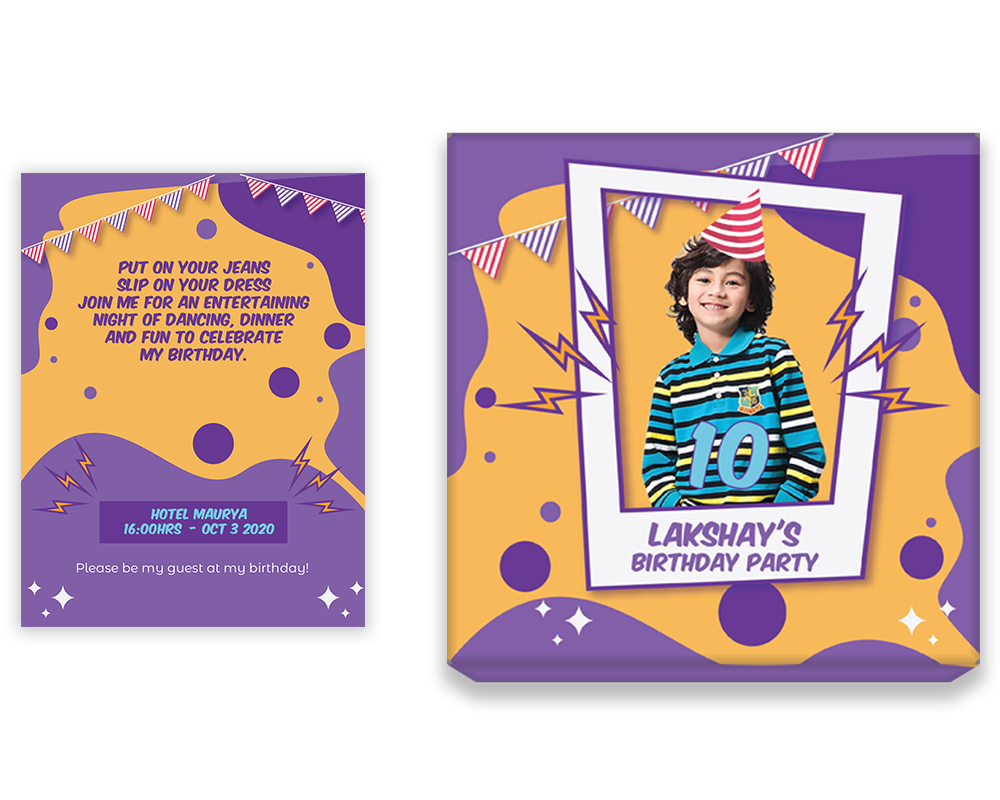 PUT ON YOUR JEANS
SLIP ON YOUR DRESS
JOIN ME FOR AN ENTERTAINING
NIGHT OF DANCING, DINNER
AND FUN TO CELEBRATE
MY BIRTHDAY.
HOTEL MAURYA
16:00HRS - OCT 3 2020
Please be my guest at my birthday!
10
LAKSHAY'S
BIRTHDAY PARTY